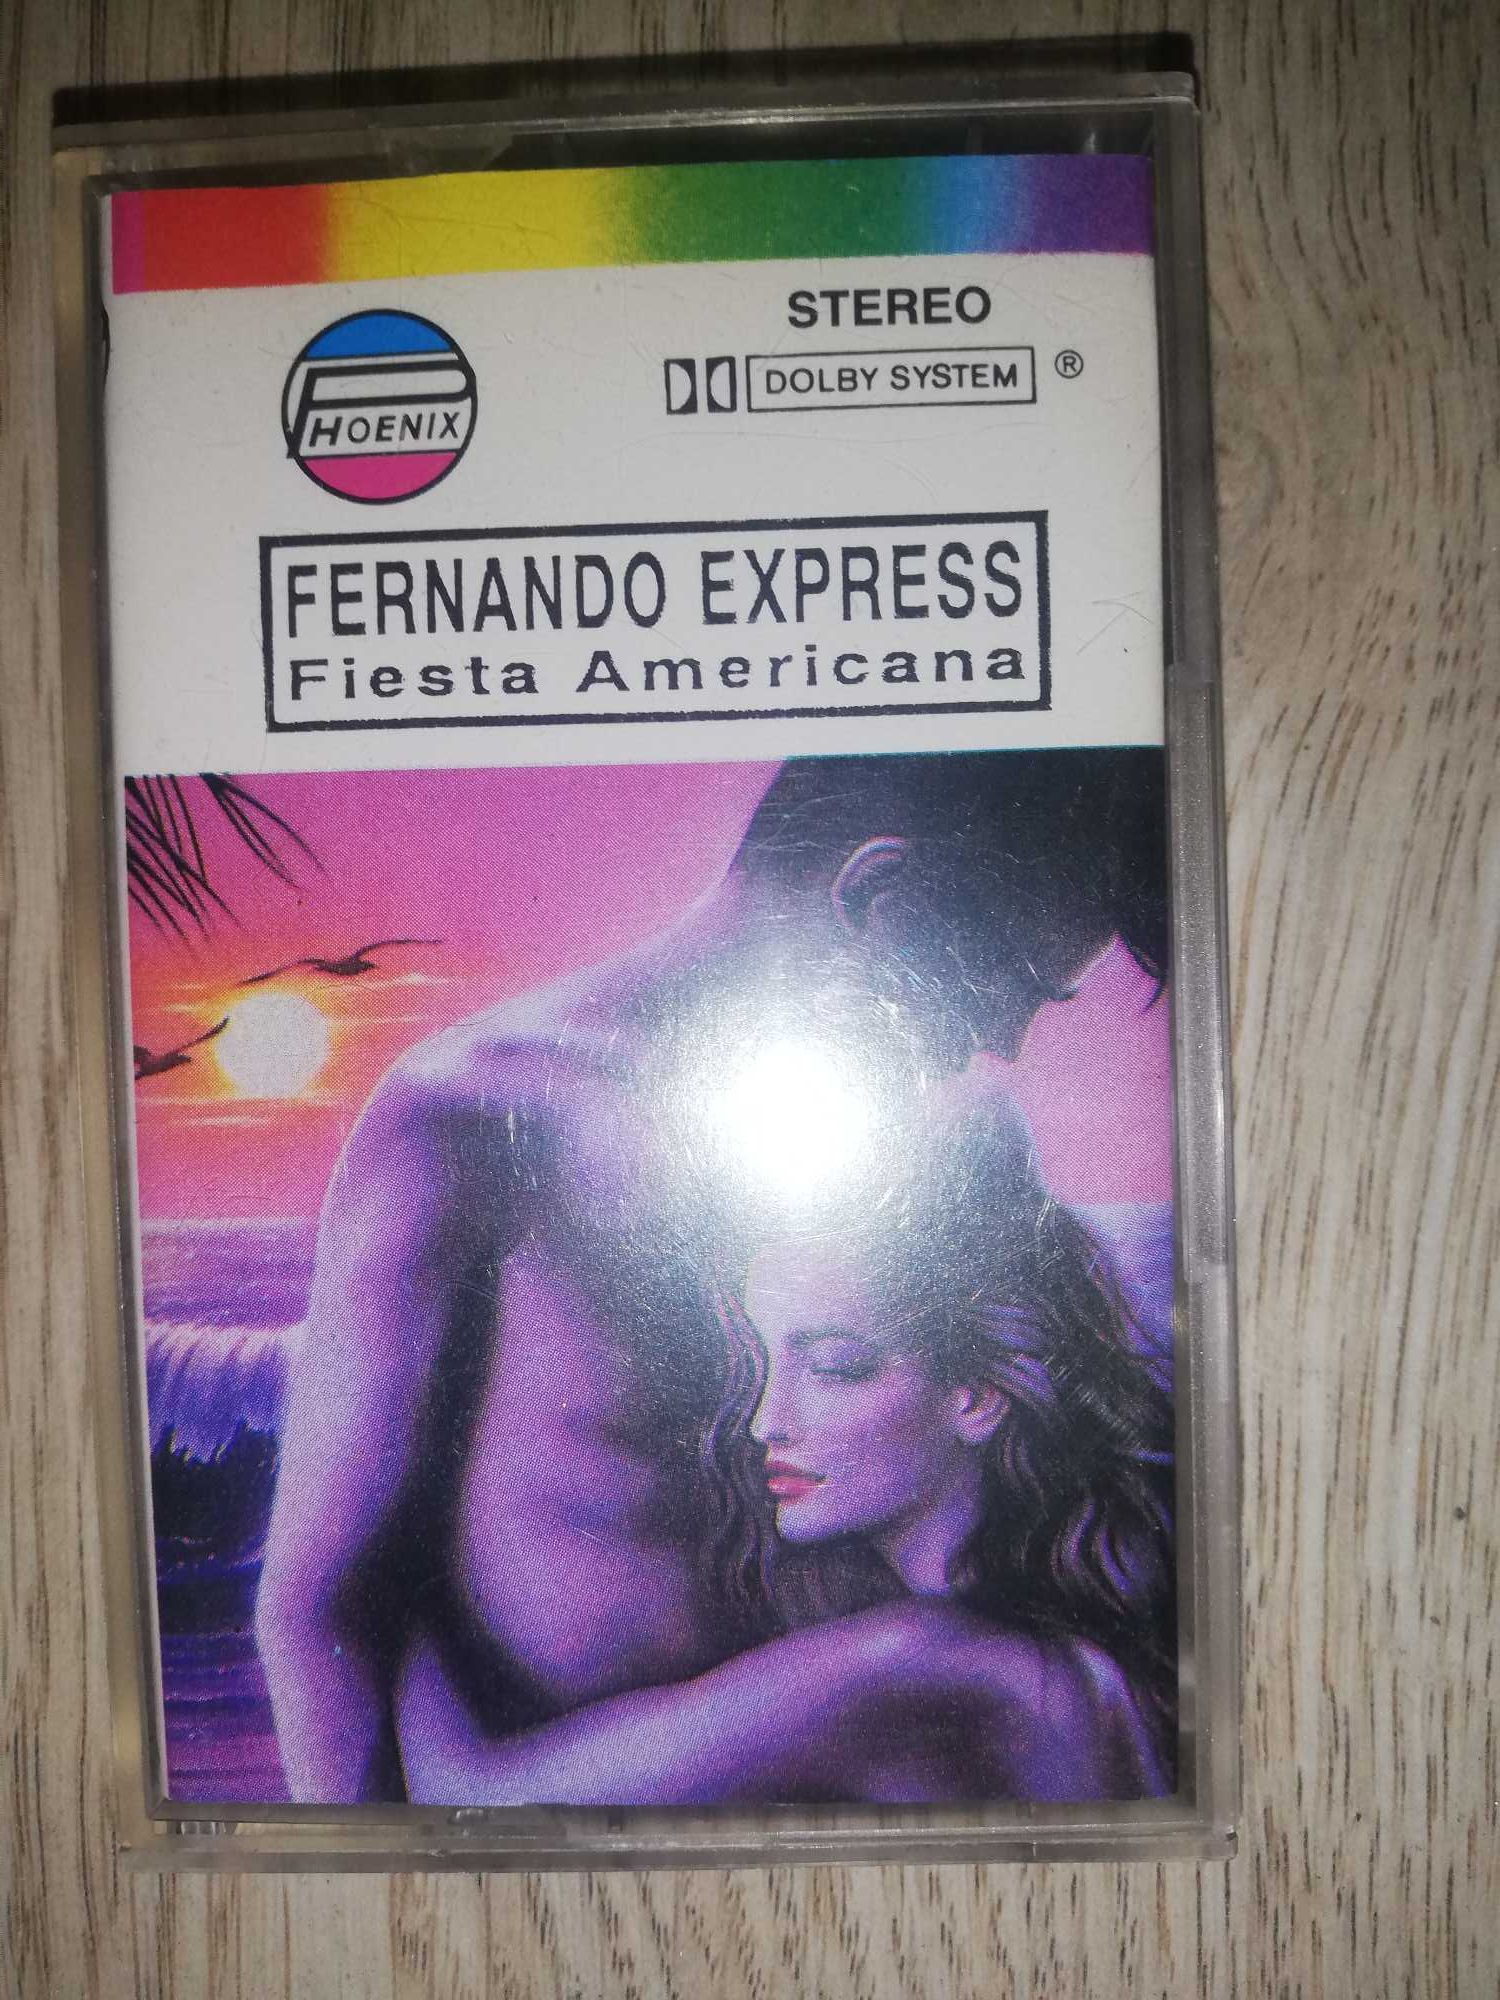 STEREO
PHOENIX
DOLBY SYSTEM ®
FERNANDO EXPRESS
Fiesta Americana